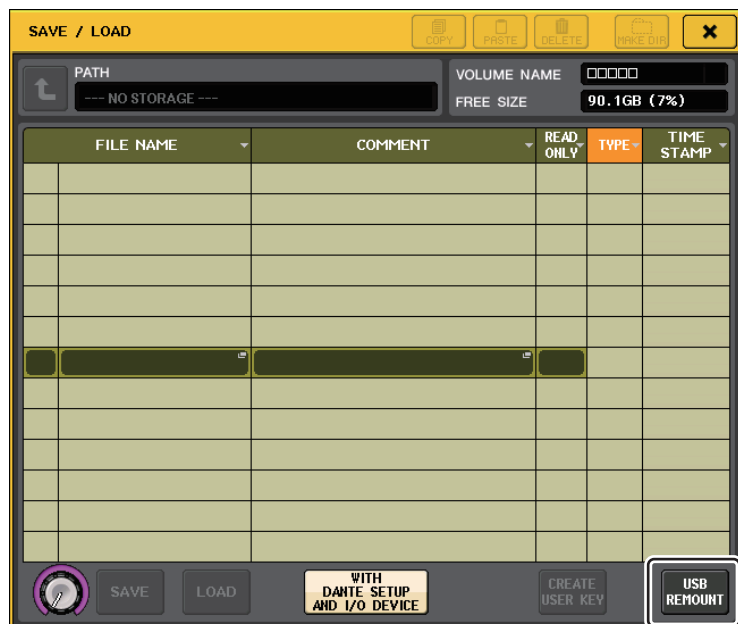 SAVE / LOAD
COPY
PASTE
DELETE
MAKE DIR
PATH
--- NO STORAGE ---
VOLUME NAME □□□□□
FREE SIZE 90.1GB (7%)
FILE NAME
COMMENT
READ
ONLY
TYPE
TIME
STAMP
SAVE
LOAD
WITH
DANTE SETUP
AND I/O DEVICE
CREATE
USER KEY
USB
REMOUNT